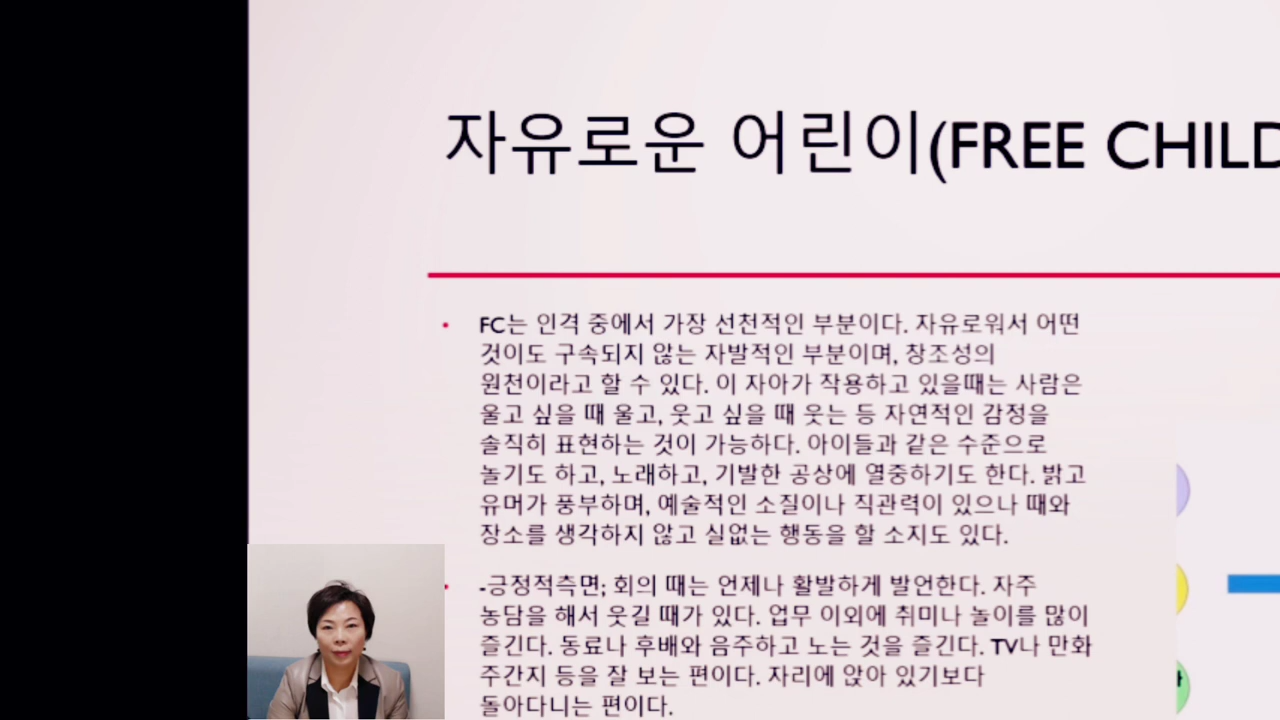 자유로운 어린이(FREE CHILD
• FC는 인격 중에서 가장 선천적인 부분이다. 자유로워서 어떤
것이도 구속되지 않는 자발적인 부분이며, 창조성의
원천이라고 할 수 있다. 이 자아가 작용하고 있을때는 사람은
울고 싶을 때 울고, 웃고 싶을 때 웃는 등 자연적인 감정을
솔직히 표현하는 것이 가능하다. 아이들과 같은 수준으로
놀기도 하고, 노래하고, 기발한 공상에 열중하기도 한다. 밝고
유머가 풍부하며, 예술적인 소질이나 직관력이 있으나 때와
장소를 생각하지 않고 실없는 행동을 할 소지도 있다.
• -긍정적측면; 회의 때는 언제나 활발하게 발언한다. 자주
농담을 해서 웃길 때가 있다. 업무 이외에 취미나 놀이를 많이
즐긴다. 동료나 후배와 음주하고 노는 것을 즐긴다. TV나 만화
주간지 등을 잘 보는 편이다. 자리에 앉아 있기보다
돌아다니는 편이다.